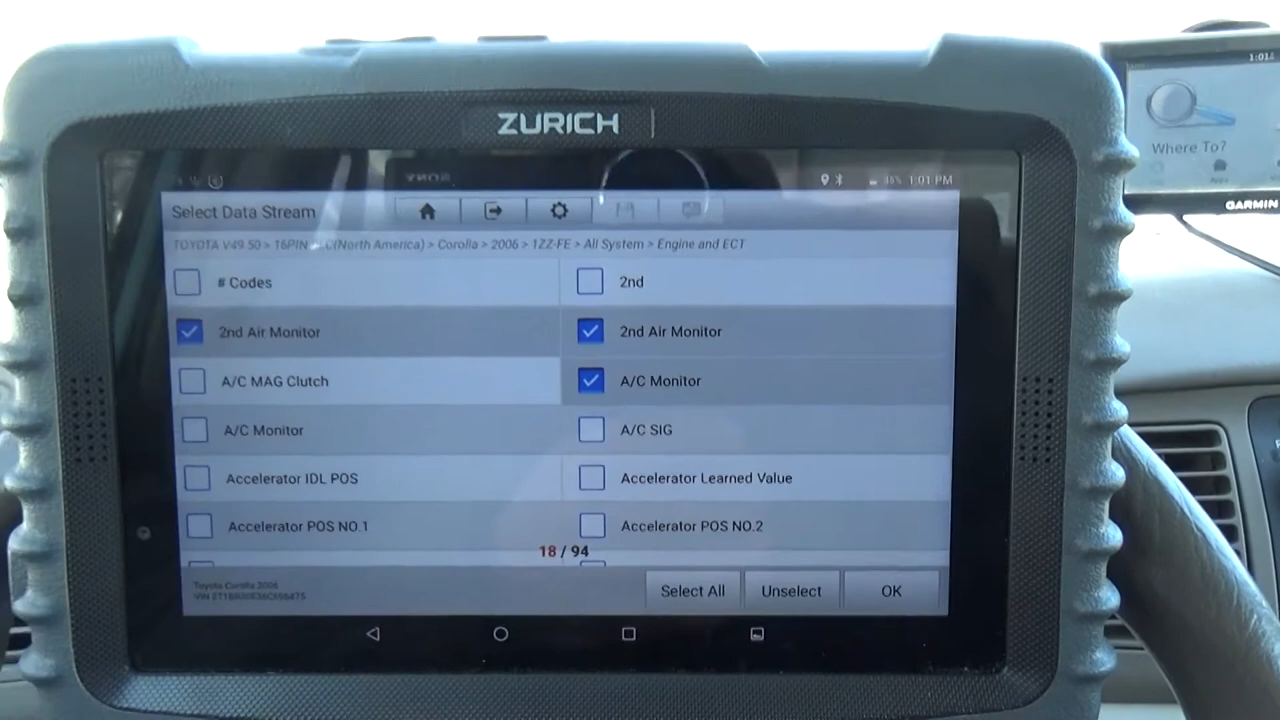 ZURICH
1:01 PM
Select Data Stream
TOYOTA V49.50 > 16PIN (North America) > Corolla > 2006 > 1ZZ-FE > All System > Engine and ECT
# Codes
2nd
2nd Air Monitor
2nd Air Monitor
A/C MAG Clutch
A/C Monitor
A/C Monitor
A/C SIG
Accelerator IDL POS
Accelerator Learned Value
Accelerator POS NO.1
Accelerator POS NO.2
18 / 94
Toyota Corolla 2006
VIN
Select All
Unselect
OK
Where To?
GARMIN